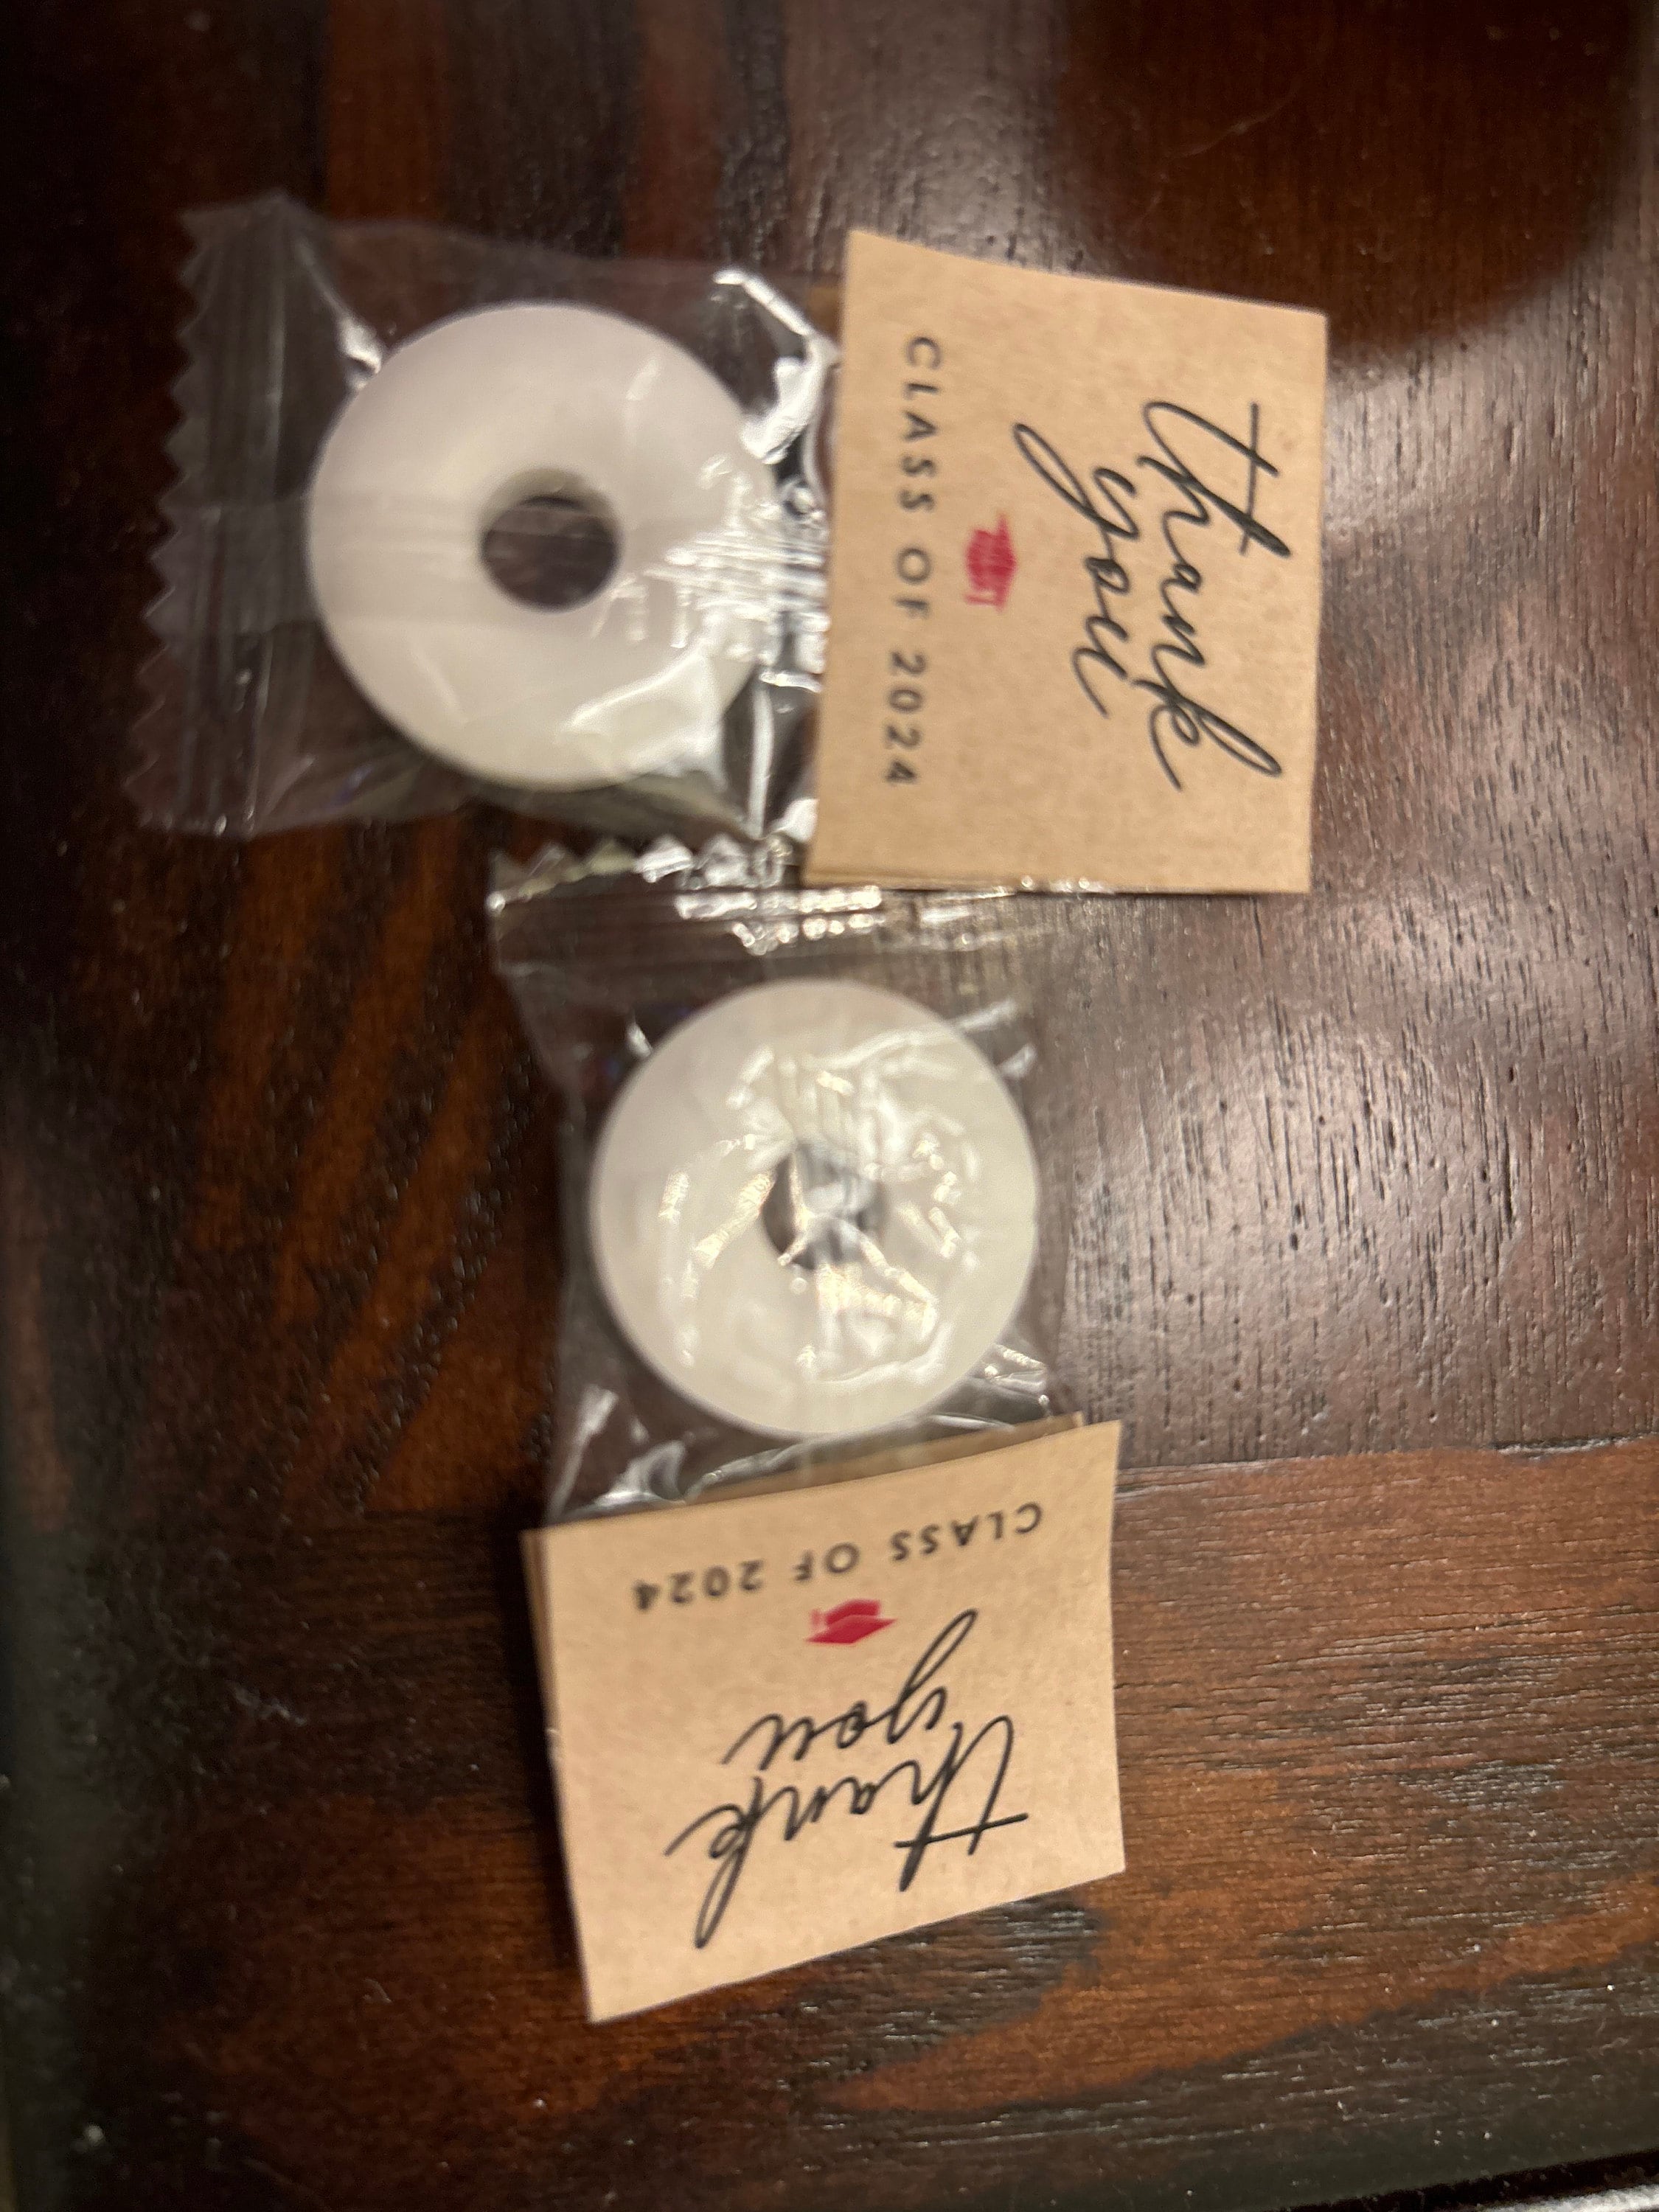 thank
you
CLASS OF 2024
thank
you
CLASS OF 2024